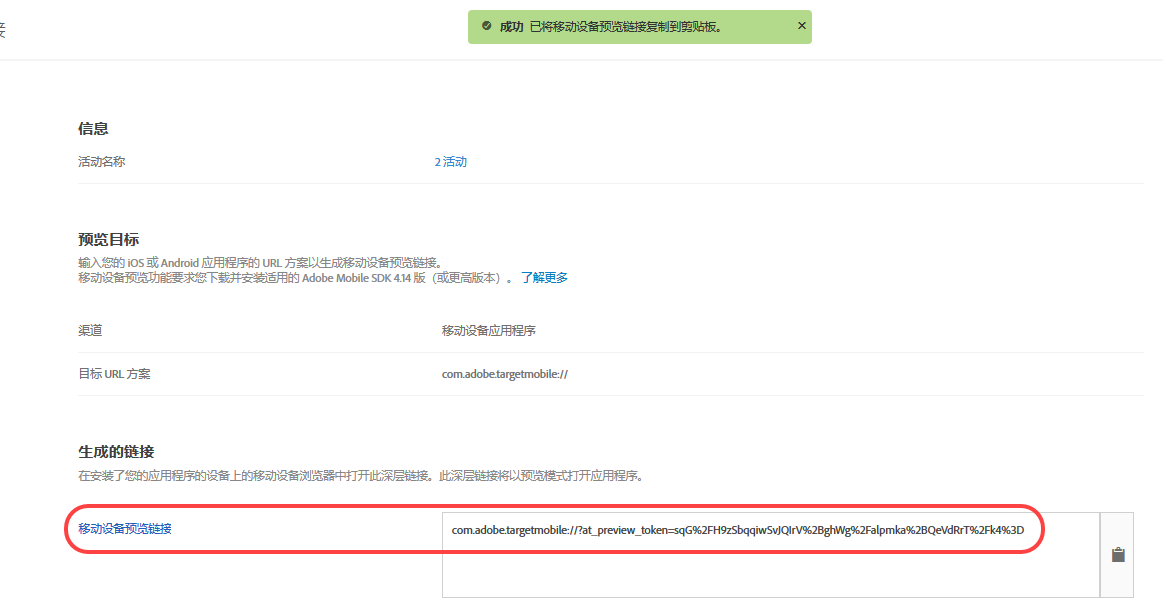 成功 已将移动设备预览链接复制到剪贴板。
信息
活动名称 2 活动
预览目标
输入您的 iOS 或 Android 应用程序的 URL 方案以生成移动设备预览链接。
移动设备预览功能要求您下载并安装适用的 Adobe Mobile SDK 4.14 版（或更高版本）。 了解更多
渠道 移动设备应用程序
目标 URL 方案 com.adobe.targetmobile://
生成的链接
在安装了您的应用程序的设备上的移动设备浏览器中打开此深层链接。此深层链接将以预览模式打开应用程序。
移动设备预览链接 com.adobe.targetmobile://?at_preview_token=sqG%2FH9zSbqqiwSvJQIrV%2BghWg%2Falpmka%2BQeVdRrT%2Fk4%3D